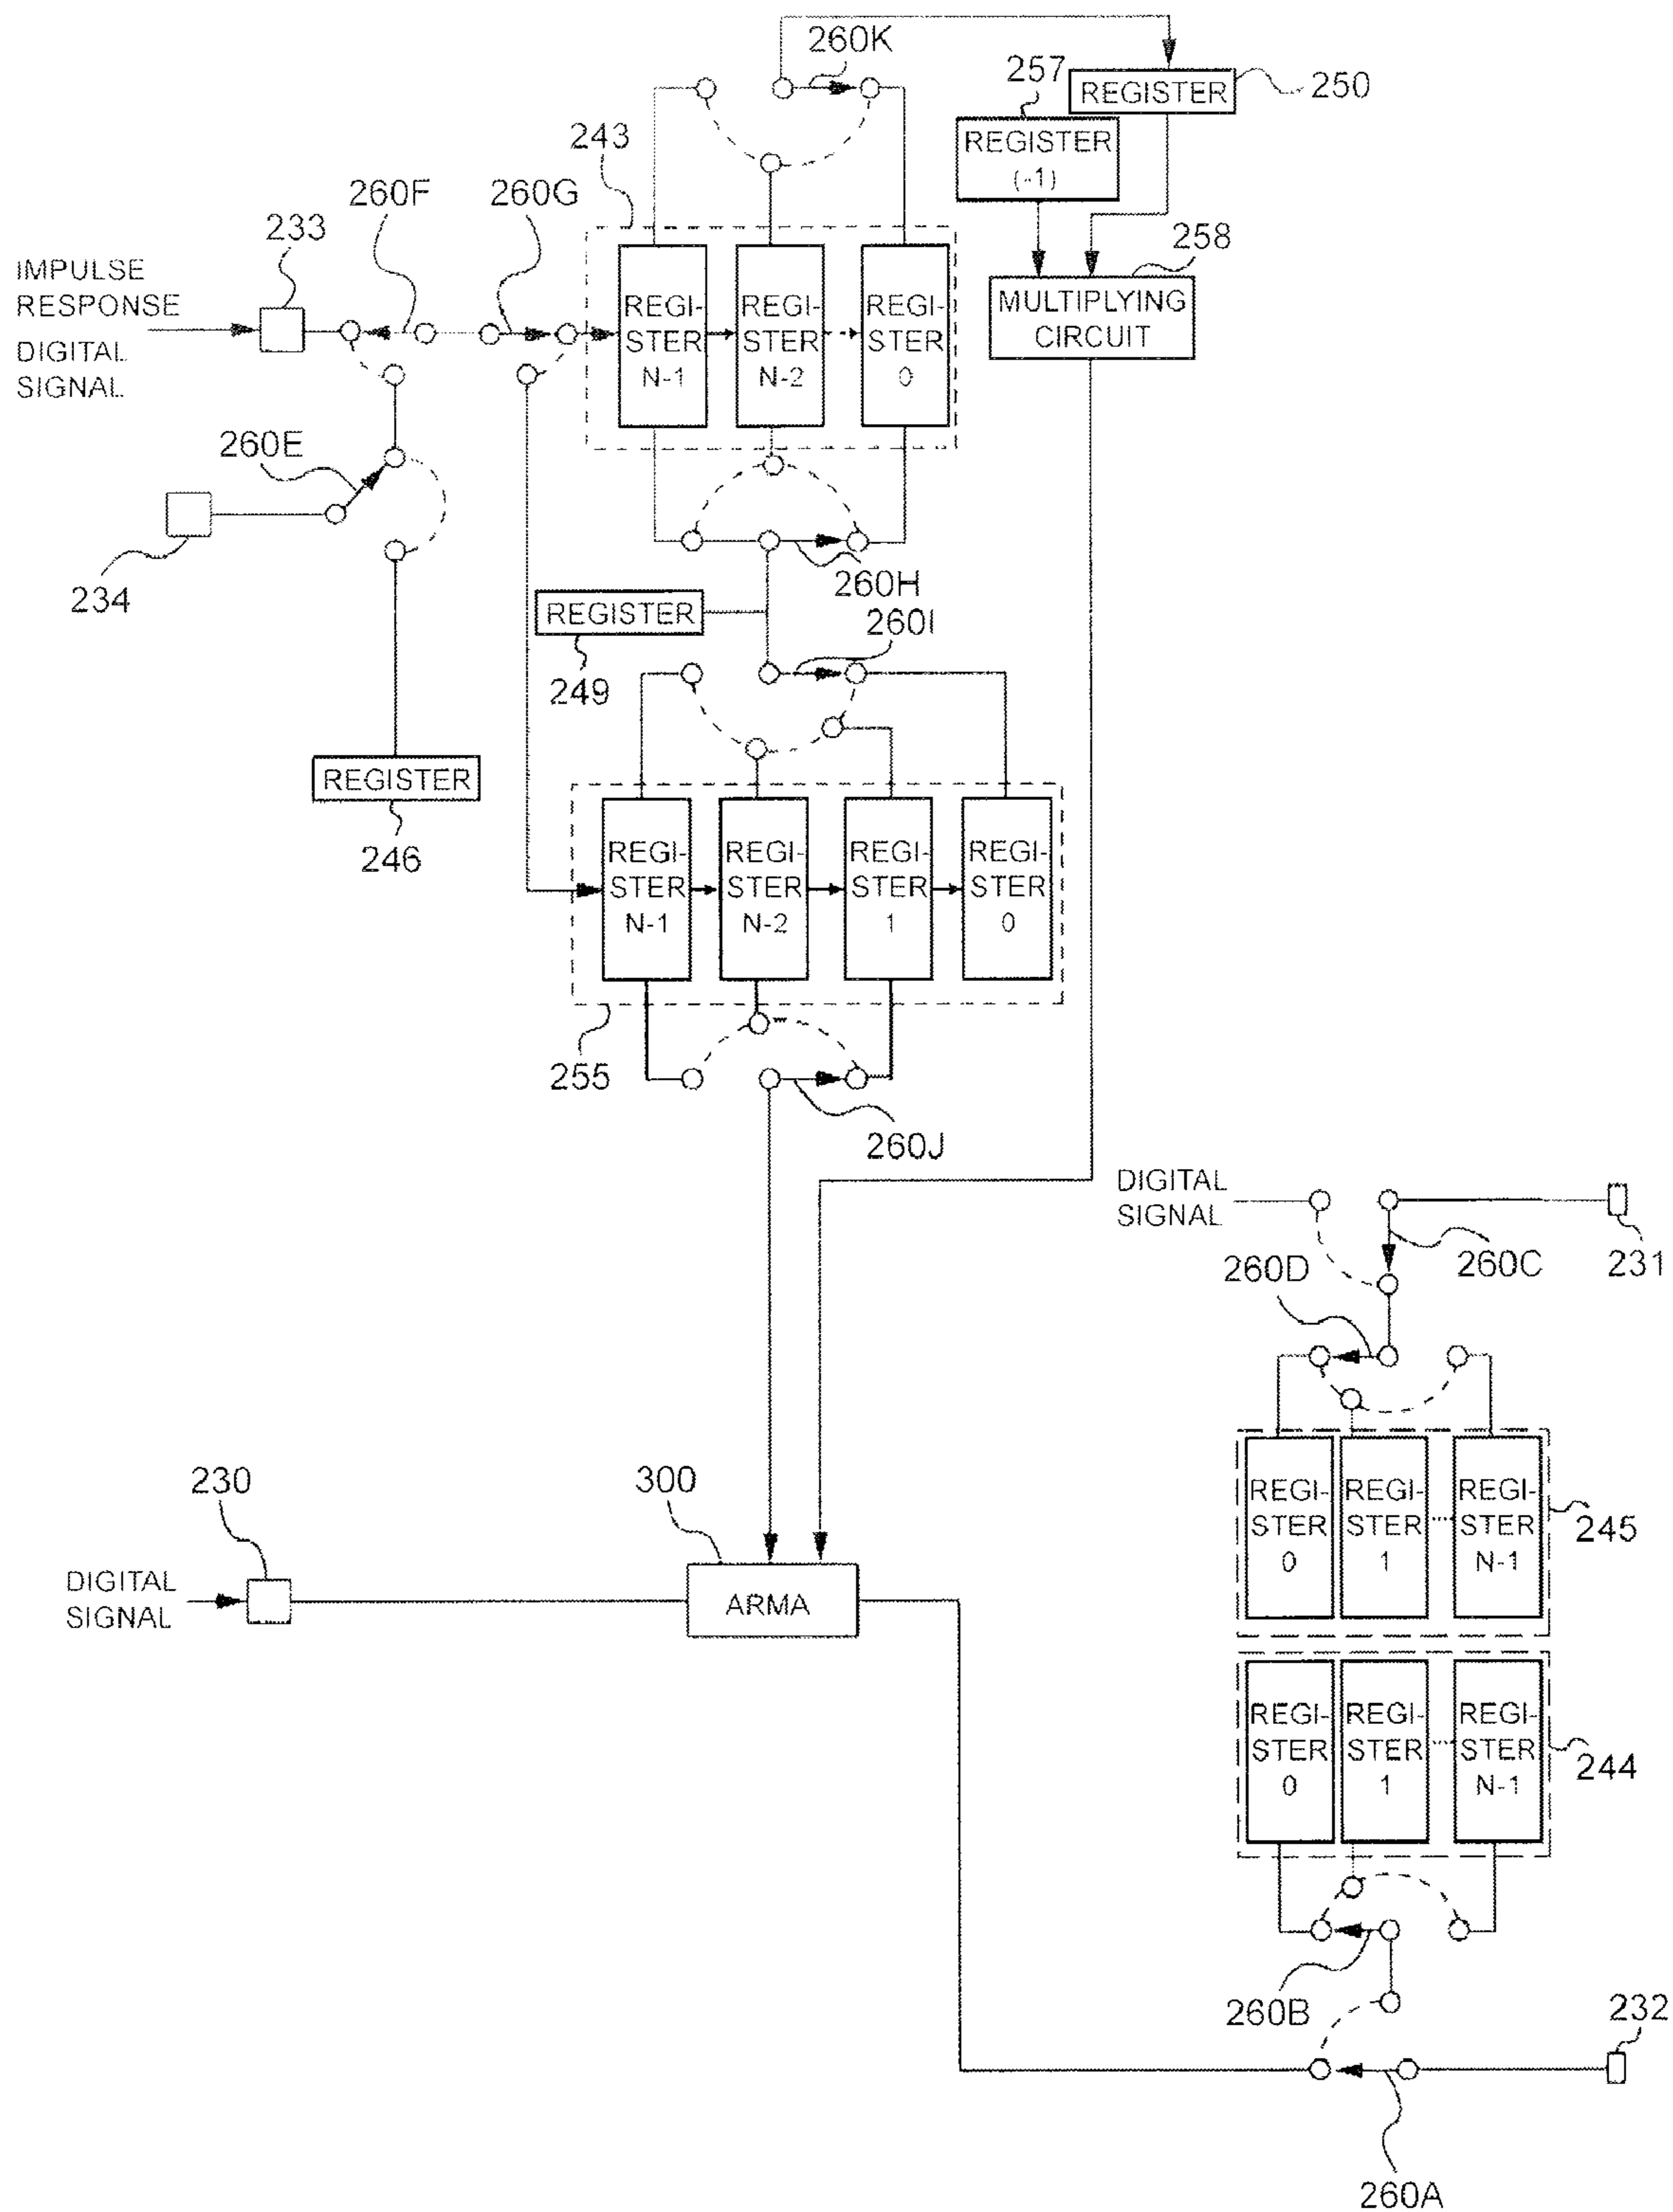 260K
257
REGISTER
250
REGISTER
(-1)
243
260F
260G
233
258
IMPULSE
RESPONSE
DIGITAL
SIGNAL
REGI-
STER
N-1
REGI-
STER
N-2
REGI-
STER
0
MULTIPLYING
CIRCUIT
260E
234
260H
REGISTER
260I
249
REGISTER
246
REGI-
STER
N-1
REGI-
STER
N-2
REGI-
STER
1
REGI-
STER
0
255
260J
DIGITAL
SIGNAL
260D
260C
231
230
300
REGI-
STER
0
REGI-
STER
1
REGI-
STER
N-1
245
DIGITAL
SIGNAL
ARMA
REGI-
STER
0
REGI-
STER
1
REGI-
STER
N-1
244
260B
232
260A